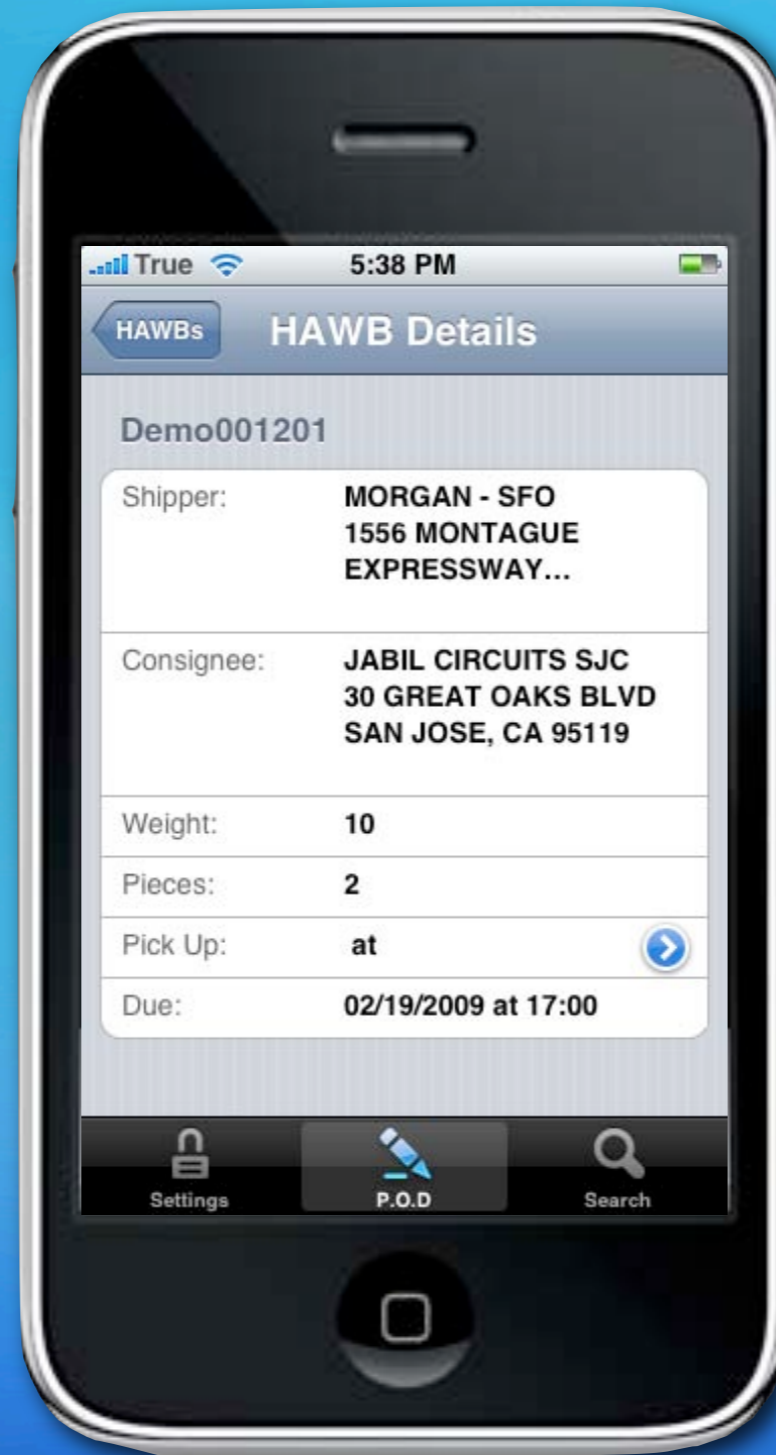 True 5:38 PM
HAWBs HAWB Details
Demo001201
Shipper: MORGAN - SFO
1556 MONTAGUE
EXPRESSWAY...
Consignee: JABIL CIRCUITS SJC
30 GREAT OAKS BLVD
SAN JOSE, CA 95119
Weight: 10
Pieces: 2
Pick Up: at
Due: 02/19/2009 at 17:00
Settings P.O.D Search